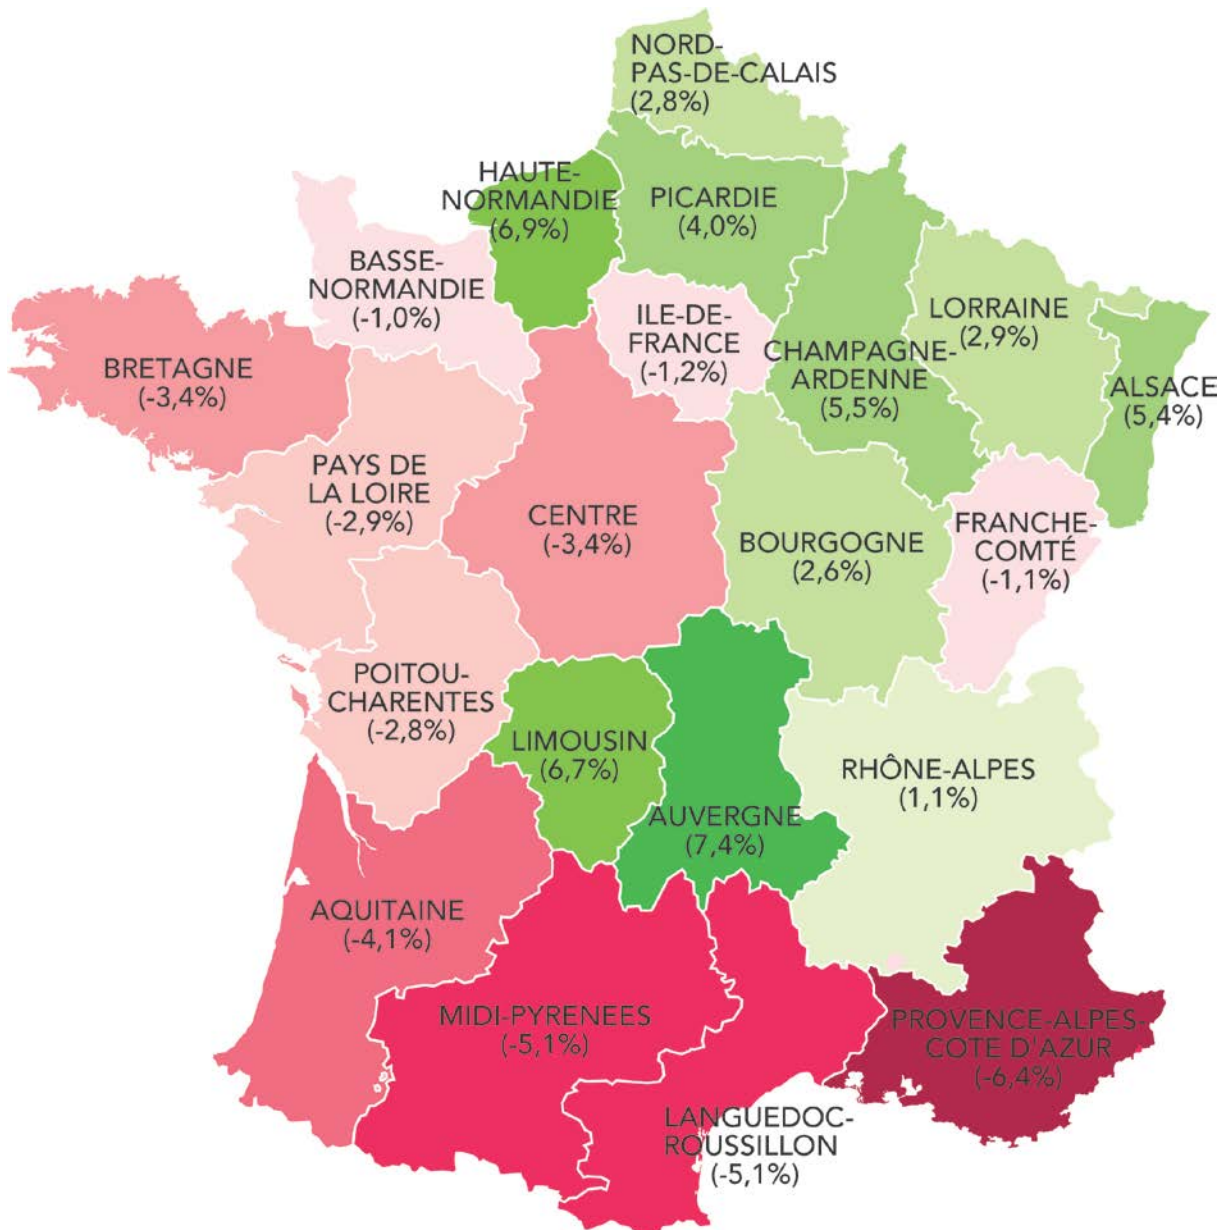 NORD-
PAS-DE-CALAIS
(2,8%)
HAUTE-
NORMANDIE
(6,9%)
PICARDIE
(4,0%)
BASSE-
NORMANDIE
(-1,0%)
ILE-DE-
FRANCE
(-1,2%)
CHAMPAGNE-
ARDENNE
(5,5%)
LORRAINE
(2,9%)
ALSACE
(5,4%)
BRETAGNE
(-3,4%)
PAYS DE
LA LOIRE
(-2,9%)
CENTRE
(-3,4%)
BOURGOGNE
(2,6%)
FRANCHE-
COMTÉ
(-1,1%)
POITOU-
CHARENTES
(-2,8%)
LIMOUSIN
(6,7%)
AUVERGNE
(7,4%)
RHÔNE-ALPES
(1,1%)
AQUITAINE
(-4,1%)
MIDI-PYRENEES
(-5,1%)
PROVENCE-ALPES-
COTE D'AZUR
(-6,4%)
LANGUEDOC-
ROUSSILLON
(-5,1%)